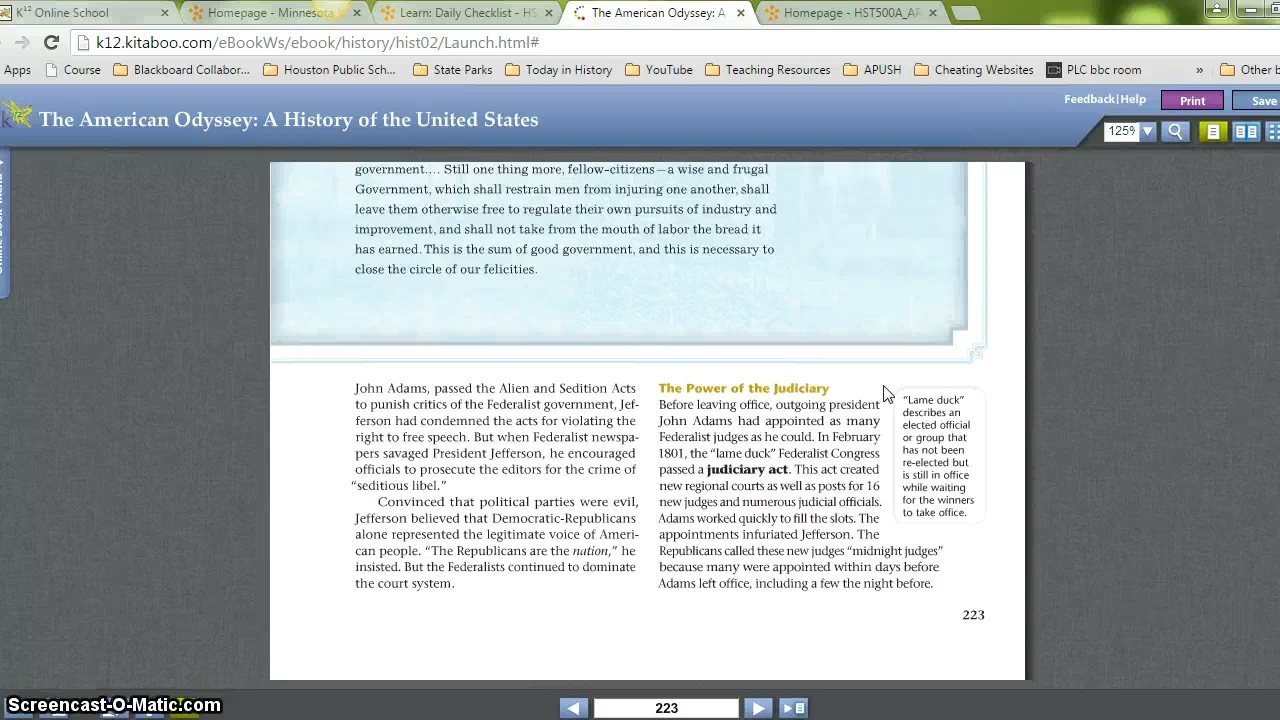 K¹² Online School
Homepage - Minnesota
Learn: Daily Checklist - HS
The American Odyssey: A
Homepage - HST500A_AP
k12.kitaboo.com/eBookWs/ebook/history/hist02/Launch.html#
Apps
Course
Blackboard Collabor...
Houston Public Sch...
State Parks
Today in History
YouTube
Teaching Resources
APUSH
Cheating Websites
PLC bbc room
»
Other b
The American Odyssey: A History of the United States
Feedback|Help
Print
Save
125%
government.... Still one thing more, fellow-citizens—a wise and frugal
Government, which shall restrain men from injuring one another, shall
leave them otherwise free to regulate their own pursuits of industry and
improvement, and shall not take from the mouth of labor the bread it
has earned. This is the sum of good government, and this is necessary to
close the circle of our felicities.
John Adams, passed the Alien and Sedition Acts
to punish critics of the Federalist government, Jef-
ferson had condemned the acts for violating the
right to free speech. But when Federalist newspa-
pers savaged President Jefferson, he encouraged
officials to prosecute the editors for the crime of
“seditious libel.”
Convinced that political parties were evil,
Jefferson believed that Democratic-Republicans
alone represented the legitimate voice of Ameri-
can people. “The Republicans are the nation,” he
insisted. But the Federalists continued to dominate
the court system.
The Power of the Judiciary
Before leaving office, outgoing president
John Adams had appointed as many
Federalist judges as he could. In February
1801, the “lame duck” Federalist Congress
passed a judiciary act. This act created
new regional courts as well as posts for 16
new judges and numerous judicial officials.
Adams worked quickly to fill the slots. The
appointments infuriated Jefferson. The
Republicans called these new judges “midnight judges”
because many were appointed within days before
Adams left office, including a few the night before.
“Lame duck”
describes an
elected official
or group that
has not been
re-elected but
is still in office
while waiting
for the winners
to take office.
223
Screencast-O-Matic.com
223